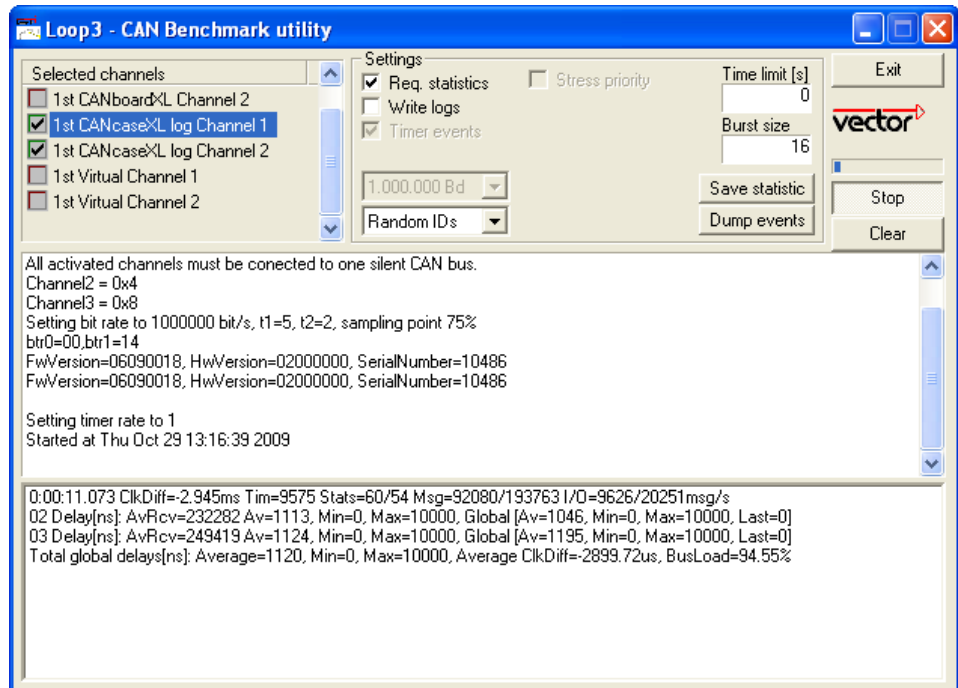 Loop3 - CAN Benchmark utility
Selected channels
1st CANboardXL Channel 2
1st CANcaseXL log Channel 1
1st CANcaseXL log Channel 2
1st Virtual Channel 1
1st Virtual Channel 2
Settings
Req. statistics
Write logs
Timer events
Stress priority
1.000.000 Bd
Random IDs
Time limit [s]
0
Burst size
16
Save statistic
Dump events
Exit
vector
Stop
Clear
All activated channels must be conected to one silent CAN bus.
Channel2 = 0x4
Channel3 = 0x8
Setting bit rate to 1000000 bit/s, t1=5, t2=2, sampling point 75%
btr0=00,btr1=14
FwVersion=06090018, HwVersion=02000000, SerialNumber=10486
FwVersion=06090018, HwVersion=02000000, SerialNumber=10486
Setting timer rate to 1
Started at Thu Oct 29 13:16:39 2009
0:00:11.073 ClkDiff=-2.945ms Tim=9575 Stats=60/54 Msg=92080/193763 I/O=9626/20251msg/s
02 Delay[ns]: AvRcv=232282 Av=1113, Min=0, Max=10000, Global [Av=1046, Min=0, Max=10000, Last=0]
03 Delay[ns]: AvRcv=249419 Av=1124, Min=0, Max=10000, Global [Av=1195, Min=0, Max=10000, Last=0]
Total global delays[ns]: Average=1120, Min=0, Max=10000, Average ClkDiff=-2899.72us, BusLoad=94.55%